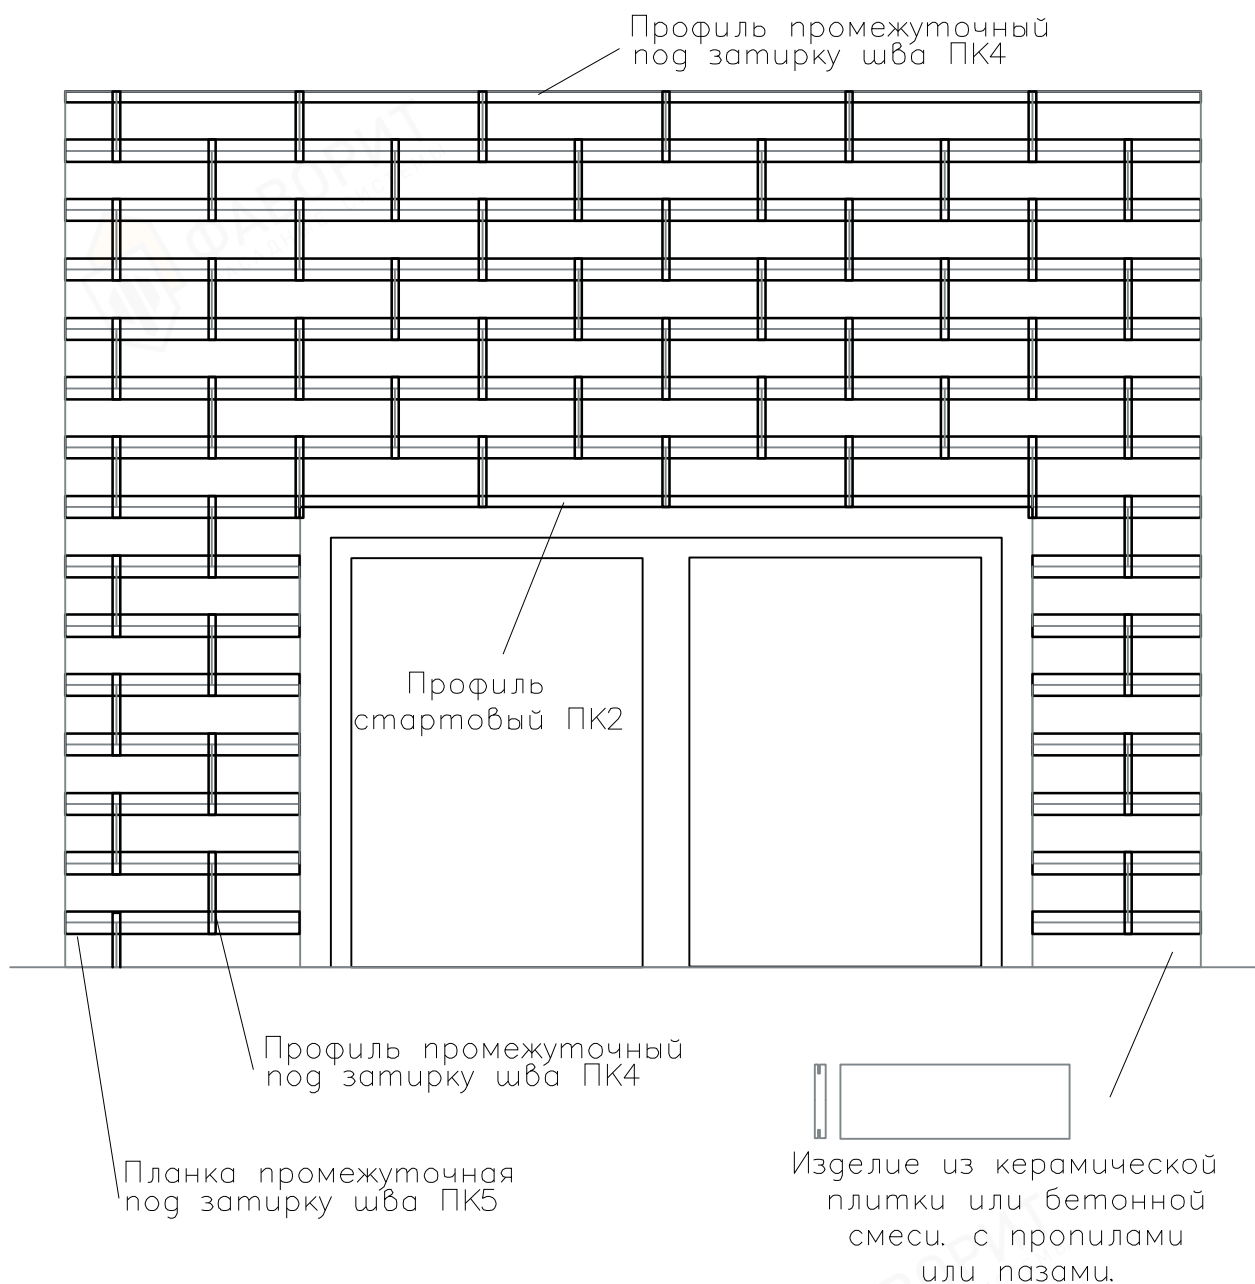 Профиль промежуточный
под затирку шва ПК4
ФАВОРИТ
Профиль
стартовый ПК2
Профиль промежуточный
под затирку шва ПК4
Планка промежуточная
под затирку шва ПК5
Изделие из керамической
плитки или бетонной
смеси. с пропилами
или пазами.